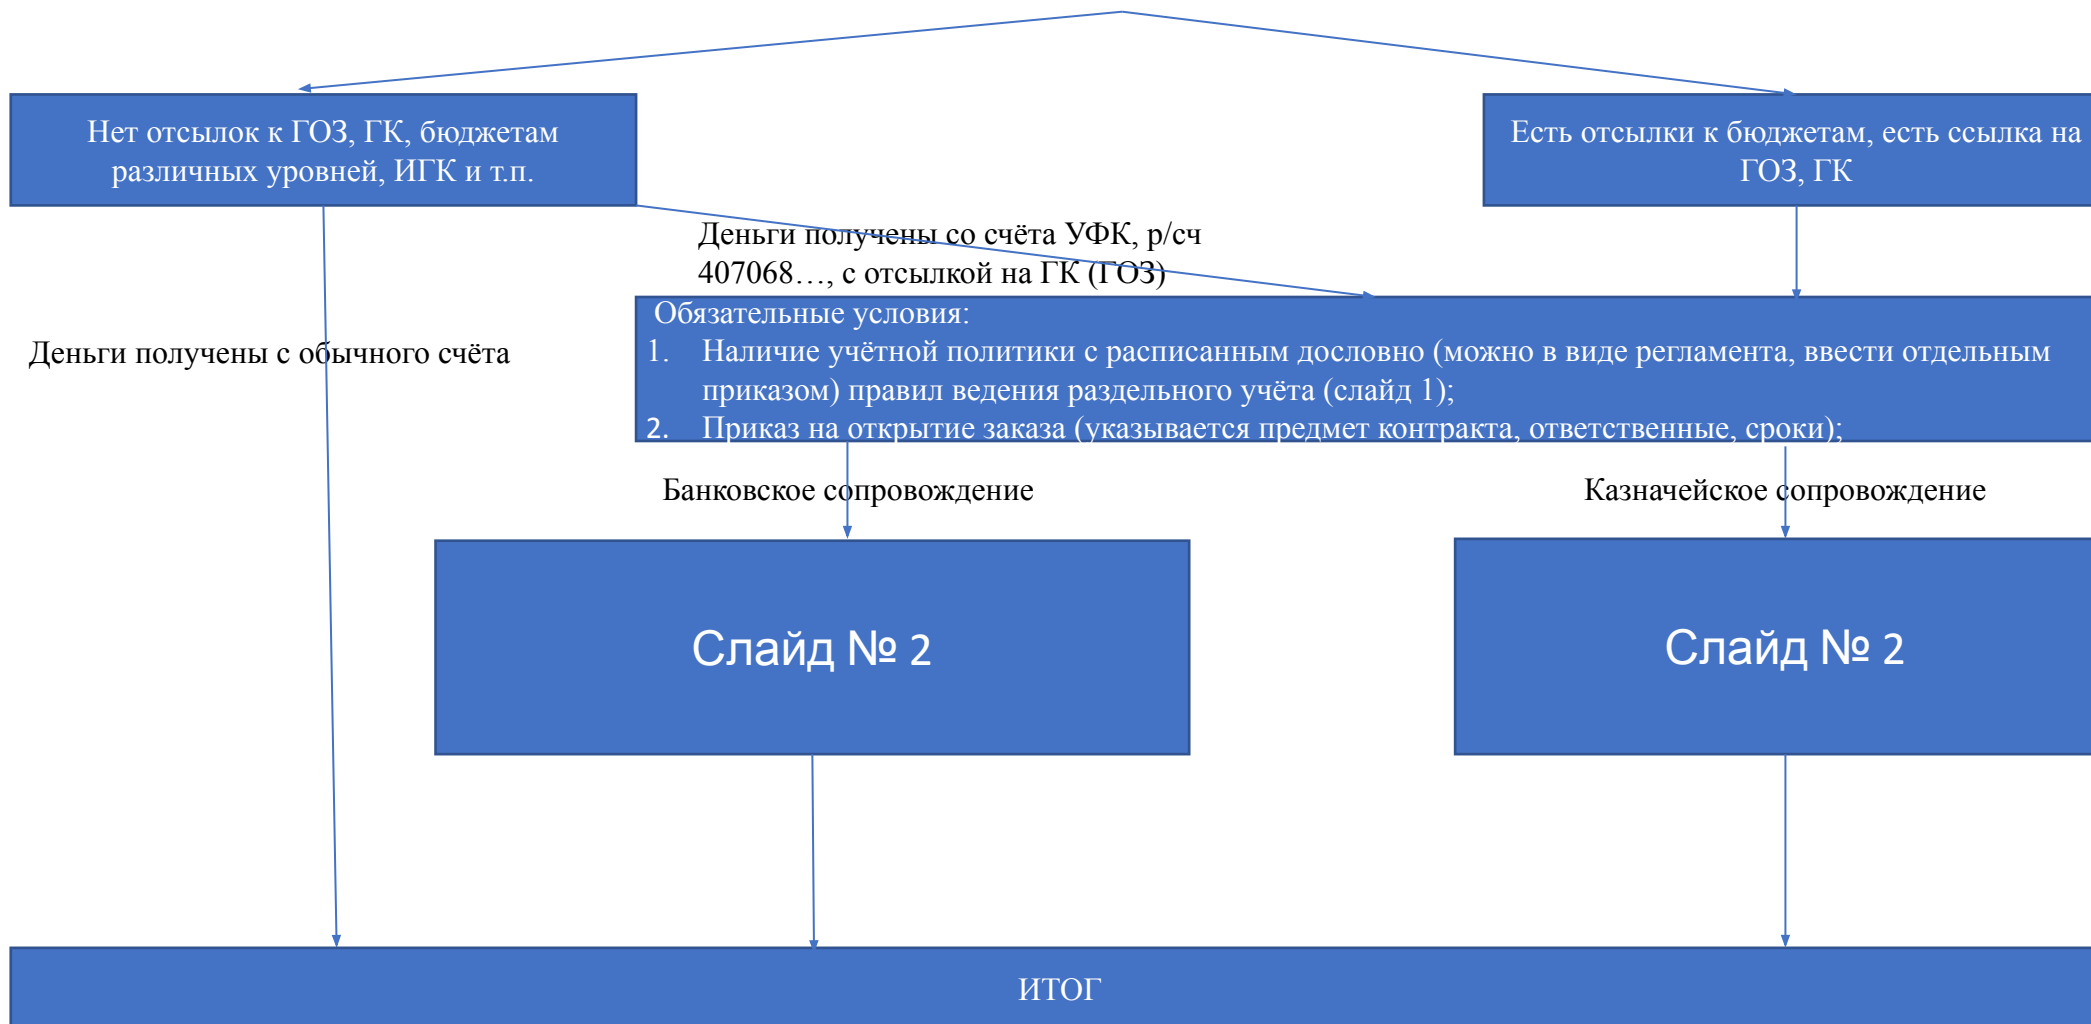 Нет отсылок к ГОЗ, ГК, бюджетам
различных уровней, ИГК и т.п.
Есть отсылки к бюджетам, есть ссылка на
ГОЗ, ГК
Деньги получены со счёта УФК, р/сч
407068…, с отсылкой на ГК (ГОЗ)
Деньги получены с обычного счёта
Обязательные условия:
1. Наличие учётной политики с расписанным дословно (можно в виде регламента, ввести отдельным
приказом) правил ведения раздельного учёта (слайд 1);
2. Приказ на открытие заказа (указывается предмет контракта, ответственные, сроки);
Банковское сопровождение
Казначейское сопровождение
Слайд № 2
Слайд № 2
ИТОГ